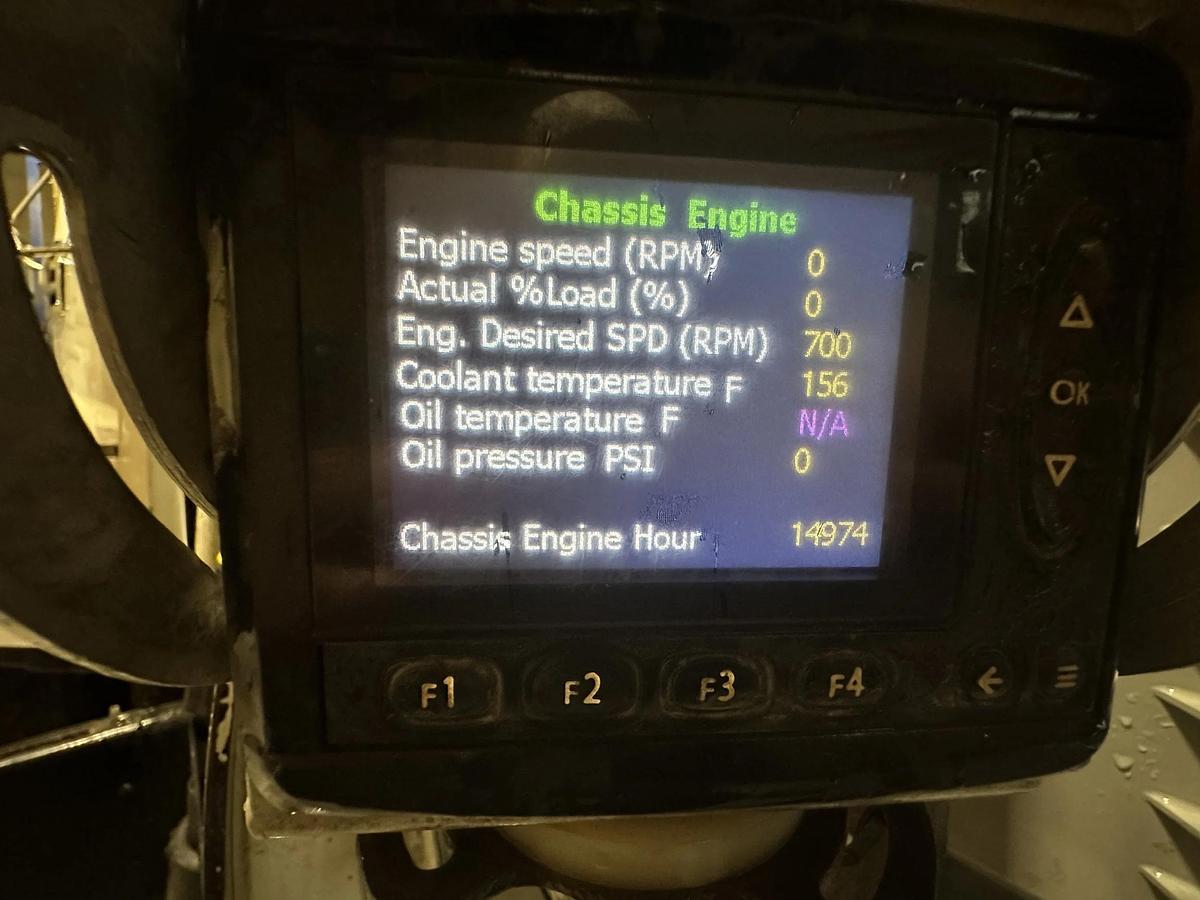 Chassis Engine
Engine speed (RPM) 0
Actual %Load (%) 0
Eng. Desired SPD (RPM) 700
Coolant temperature F 156
Oil temperature F N/A
Oil pressure PSI 0
Chassis Engine Hour 14974
OK
F1 F2 F3 F4